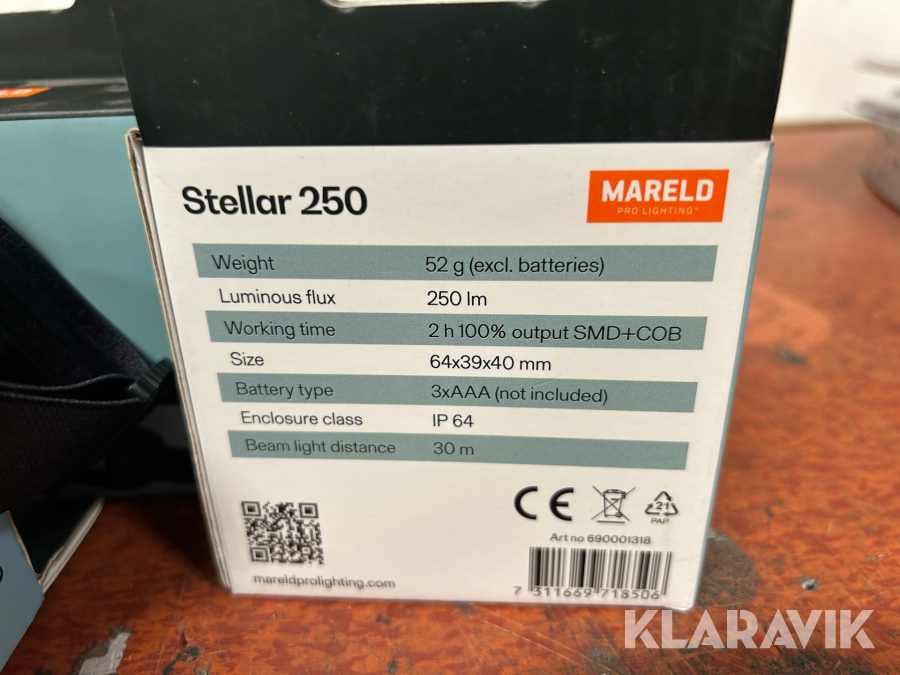 Stellar 250
MARELD
PRO LIGHTING®
Weight 52 g (excl. batteries)
Luminous flux 250 lm
Working time 2 h 100% output SMD+COB
Size 64x39x40 mm
Battery type 3xAAA (not included)
Enclosure class IP 64
Beam light distance 30 m
CE
21
PAP
Art no 690001318
mareldprolighting.com
7 311669 718506
KLARAVIK